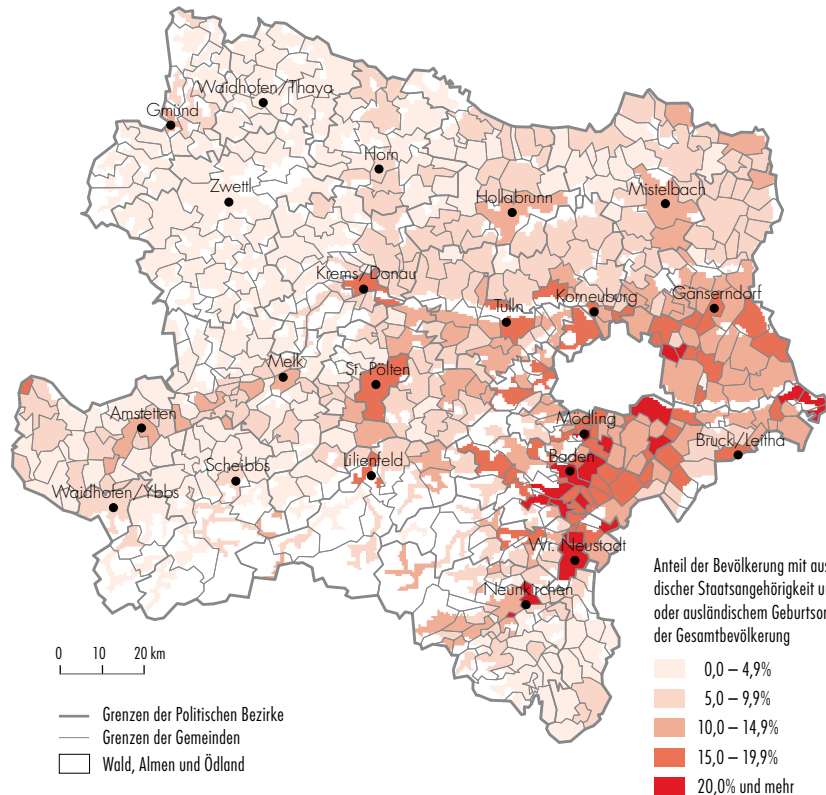 Waidhofen/Thaya
Gmünd
Horn
Zwettl
Hollabrunn
Mistelbach
Krems/Donau
Tulln
Korneuburg
Gänserndorf
Melk
St. Pölten
Amstetten
Mödling
Bruck/Leitha
Baden
Scheibbs
Lilienfeld
Waidhofen/Ybbs
Wr. Neustadt
Neunkirchen
Anteil der Bevölkerung mit aus
discher Staatsangehörigkeit u
oder ausländischem Geburtsor
der Gesamtbevölkerung
0 10 20 km
0,0 – 4,9%
5,0 – 9,9%
10,0 – 14,9%
15,0 – 19,9%
20,0% und mehr
Grenzen der Politischen Bezirke
Grenzen der Gemeinden
Wald, Almen und Ödland